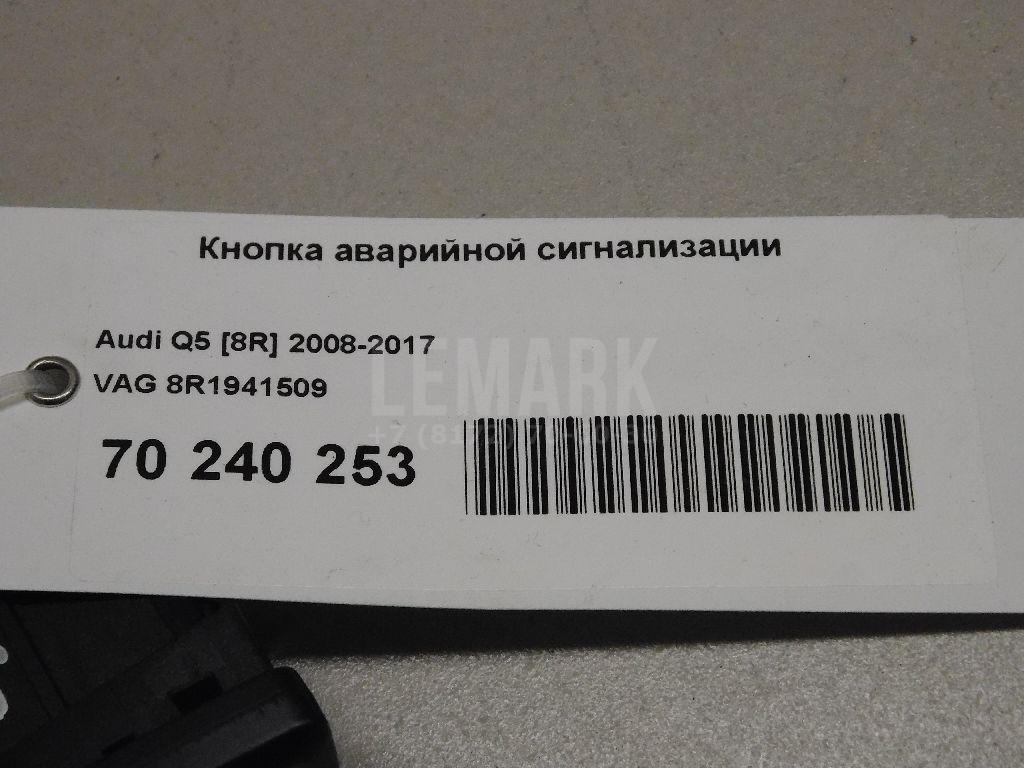 Кнопка аварийной сигнализации
Audi Q5 [8R] 2008-2017
LEMARK
VAG 8R1941509
70 240 253